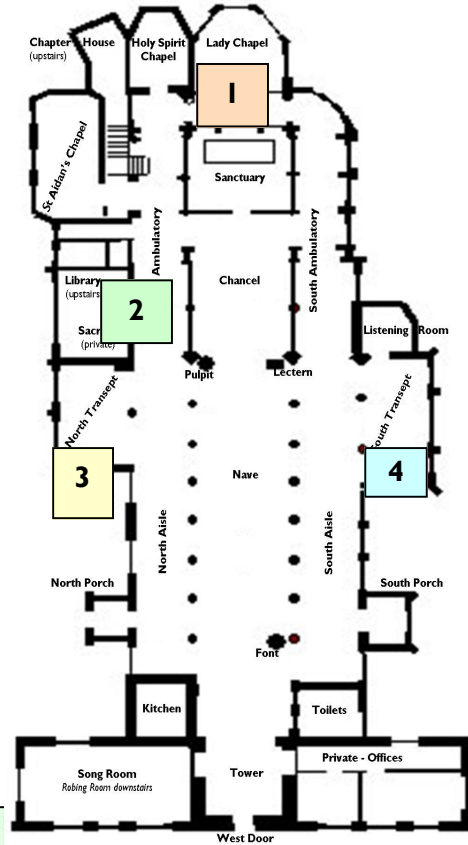 Chapter House
(upstairs)
Holy Spirit
Chapel
Lady Chapel
1
St Aidan's Chapel
Sanctuary
Ambulatory
South Ambulatory
Chancel
Library
(upstairs
2
Sacr
(private)
Listening Room
Pulpit
Lectern
North Transept
South Transept
3
4
Nave
North Aisle
South Aisle
North Porch
South Porch
Font
Kitchen
Toilets
Song Room
Robing Room downstairs
Tower
Private - Offices
West Door